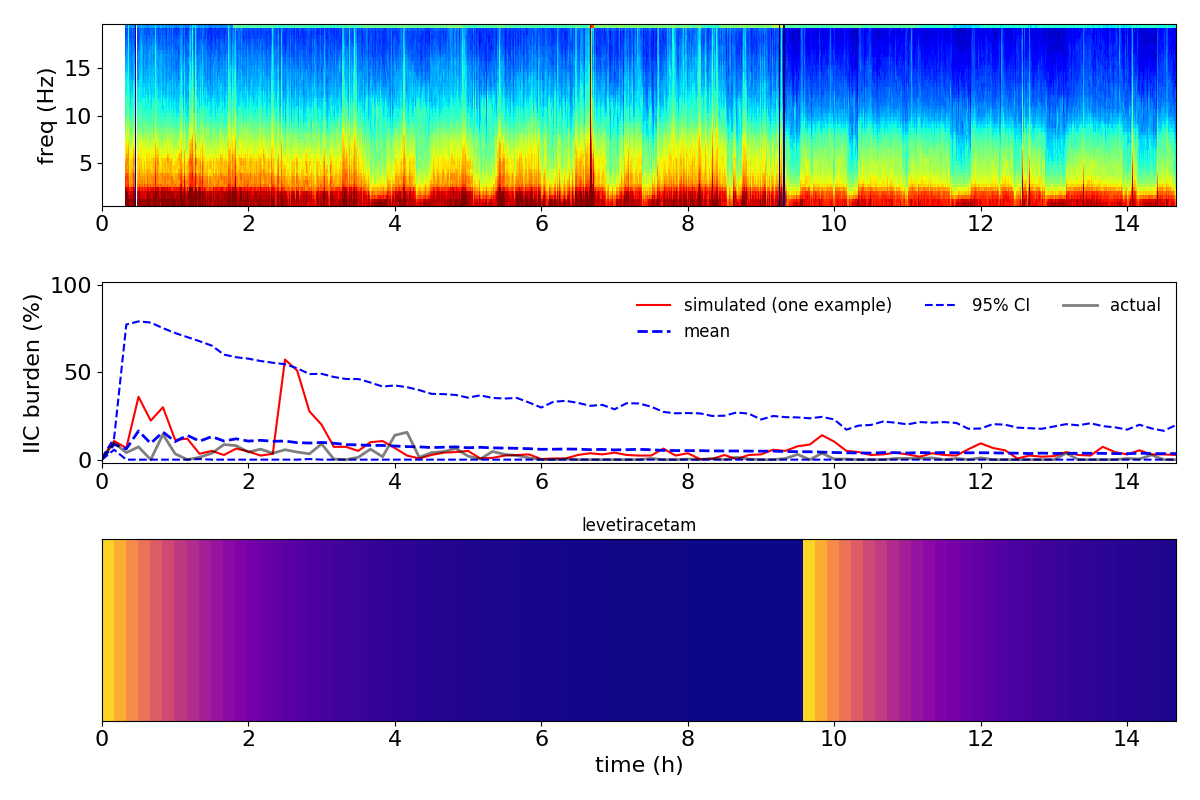 freq (Hz)
15
10
5
0 2 4 6 8 10 12 14
IIC burden (%)
100
50
0
simulated (one example)
mean
95% CI
actual
0 2 4 6 8 10 12 14
levetiracetam
0 2 4 6 8 10 12 14
time (h)